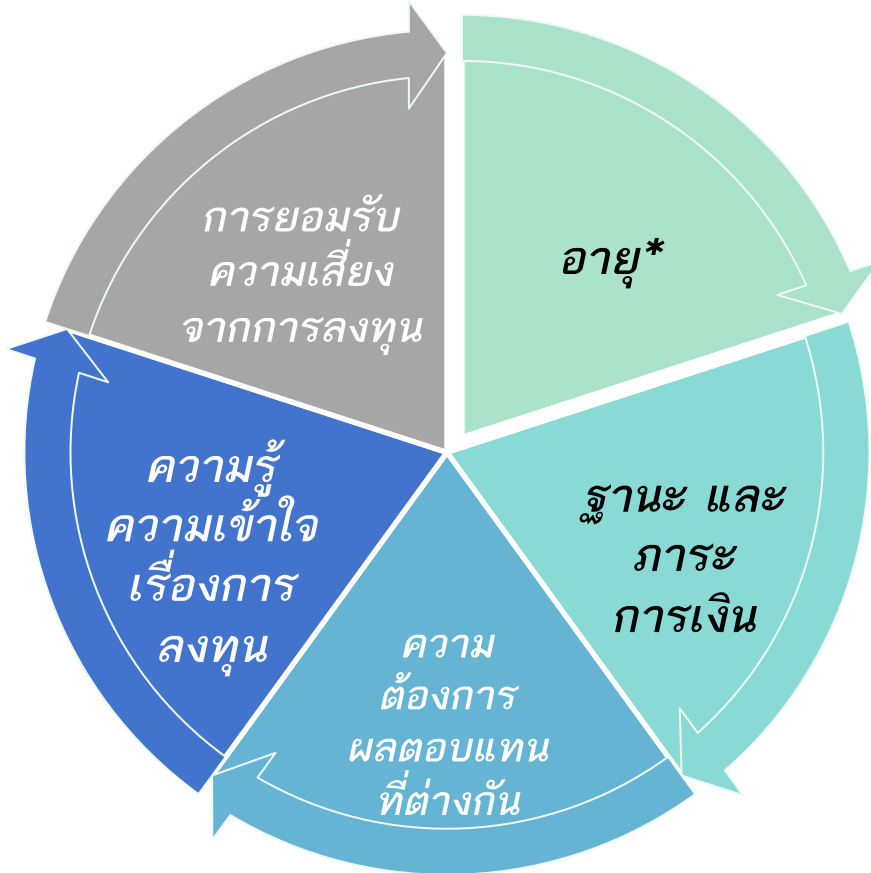 อายุ*
ฐานะ และ
ภาระ
การเงิน
ความ
ต้องการ
ผลตอบแทน
ที่ต่างกัน
ความรู้
ความเข้าใจ
เรื่องการ
ลงทุน
การยอมรับ
ความเสี่ยง
จากการลงทุน